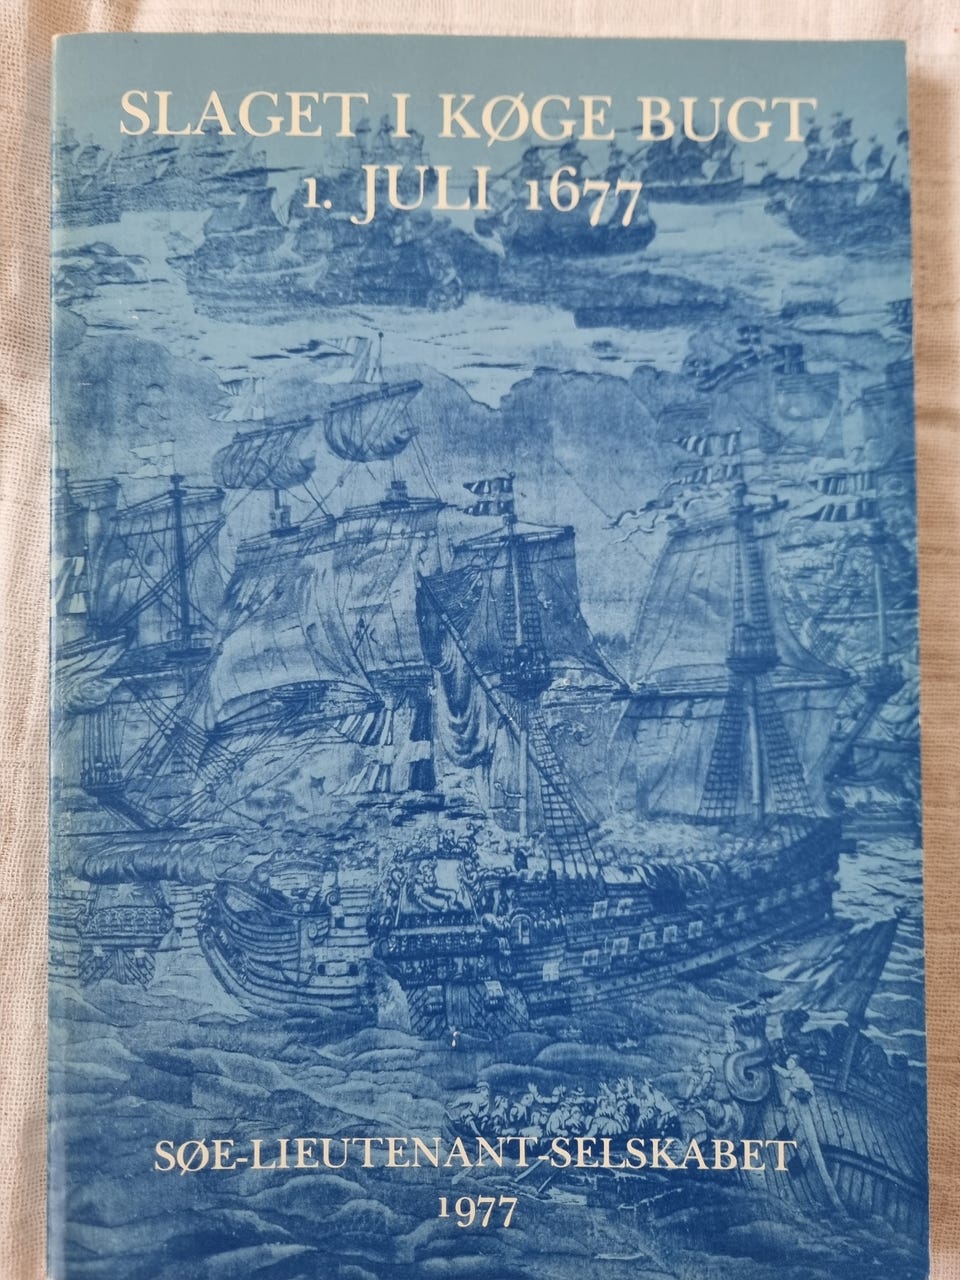 SLAGET I KØGE BUGT
1. JULI 1677
SØE-LIEUTENANT-SELSKABET
1977